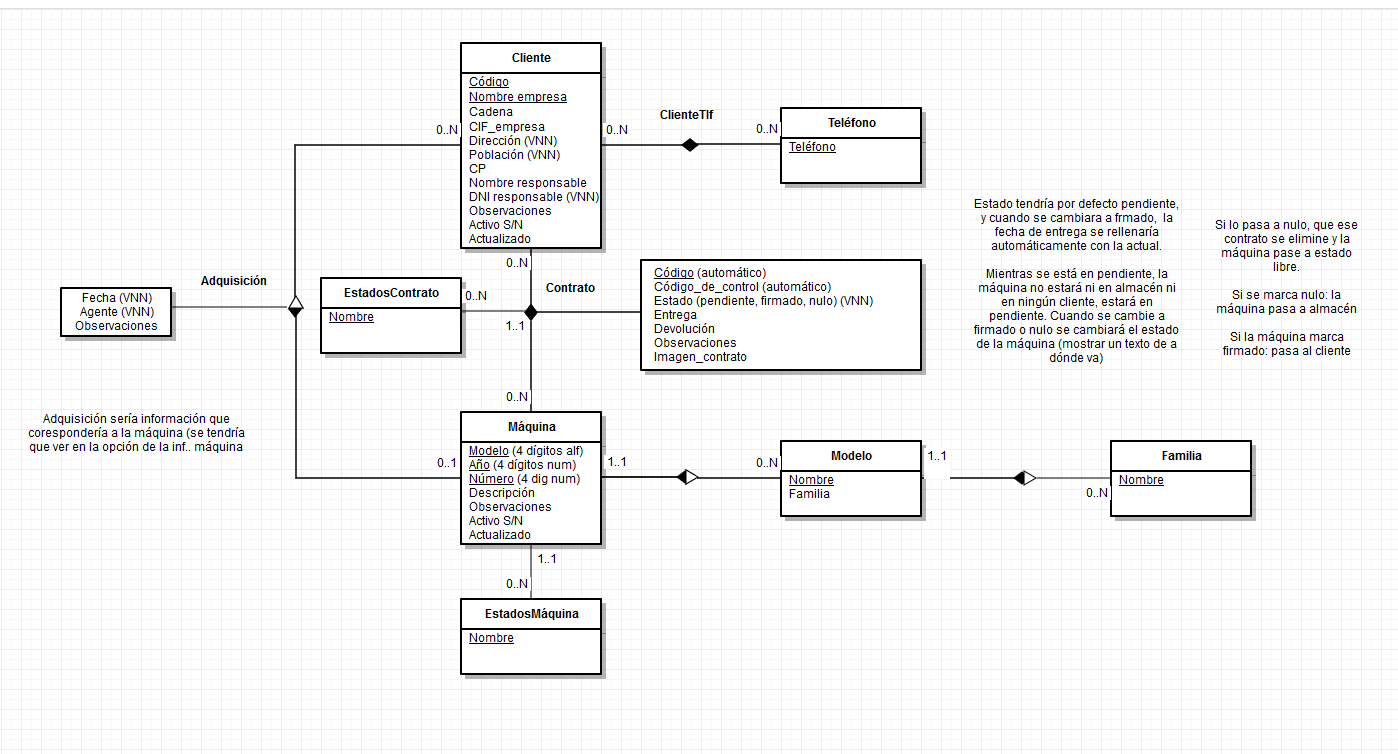 Cliente
Código
Nombre empresa
Cadena
CIF_empresa
Dirección (VNN)
Población (VNN)
CP
Nombre responsable
DNI responsable (VNN)
Observaciones
Activo S/N
Actualizado
0..N
0..N
ClienteTlf
0..N
Teléfono
Teléfono
0..N
Adquisición
Fecha (VNN)
Agente (VNN)
Observaciones
EstadosContrato
Nombre
0..N
Contrato
1..1
Código (automático)
Código_de_control (automático)
Estado (pendiente, firmado, nulo) (VNN)
Entrega
Devolución
Observaciones
Imagen_contrato
Estado tendría por defecto pendiente,
y cuando se cambiara a frmado, la
fecha de entrega se rellenaría
automáticamente con la actual.
Mientras se está en pendiente, la
máquina no estará ni en almacén ni
en ningún cliente, estará en
pendiente. Cuando se cambie a
firmado o nulo se cambiará el estado
de la máquina (mostrar un texto de a
dónde va)
Si lo pasa a nulo, que ese
contrato se elimine y la
máquina pase a estado
libre.
Si se marca nulo: la
máquina pasa a almacén
Si la máquina marca
firmado: pasa al cliente
Adquisición sería información que
corespondería a la máquina (se tendría
que ver en la opción de la inf.. máquina
0..N
0..1
Máquina
Modelo (4 dígitos alf)
Año (4 dígitos num)
Número (4 dig num)
Descripción
Observaciones
Activo S/N
Actualizado
1..1
0..N
Modelo
Nombre
Familia
1..1
0..N
Familia
Nombre
1..1
0..N
EstadosMáquina
Nombre